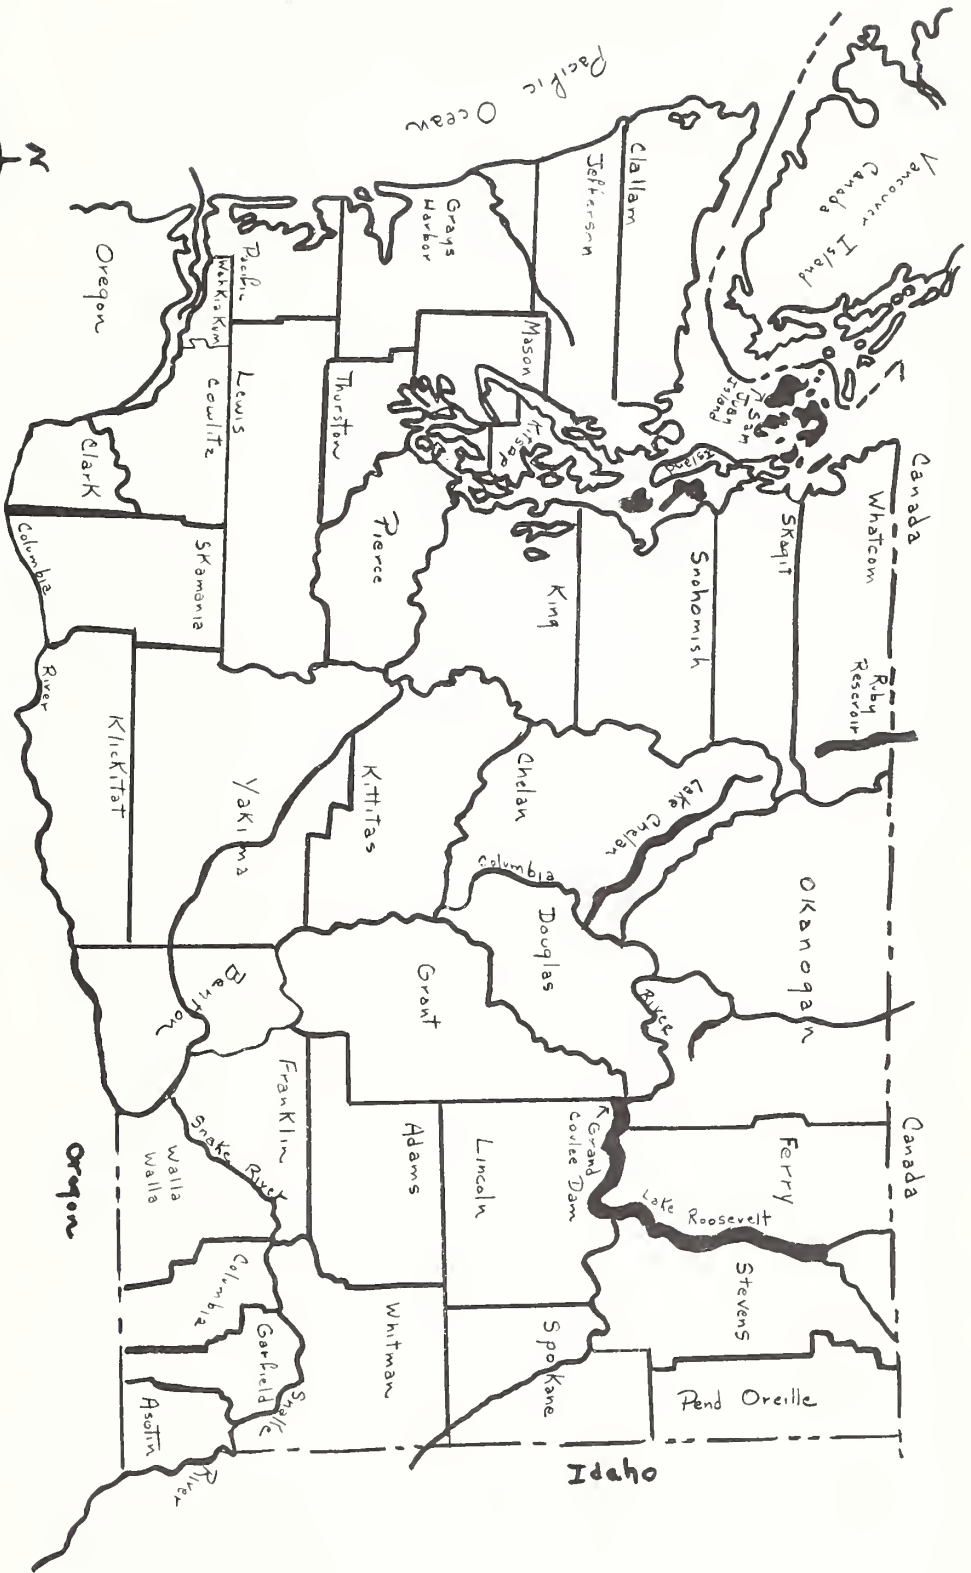 Pacific Ocean
Vancouver Island
Canada
N
Canada
Canada
Clallam
Jefferson
Grays
Harbor
Mason
Kitsap
San
Juan
Island
Island
Whatcom
Ruby
Reservoir
Skagit
Snohomish
King
Pierce
Thurston
Lewis
Pacific
Wahkiakum
Cowlitz
Clark
Skamania
Oregon
Columbia
River
Klickitat
Yakima
Kittitas
Chelan
Lake Chelan
Columbia
River
Okanogan
Douglas
Grant
Benton
Franklin
Adams
Lincoln
Grand
Coulee Dam
Ferry
Lake Roosevelt
Stevens
Pend Oreille
Spokane
Whitman
Snake River
Walla
Walla
Columbia
Garfield
Asotin
Snake
River
Oregon
Idaho